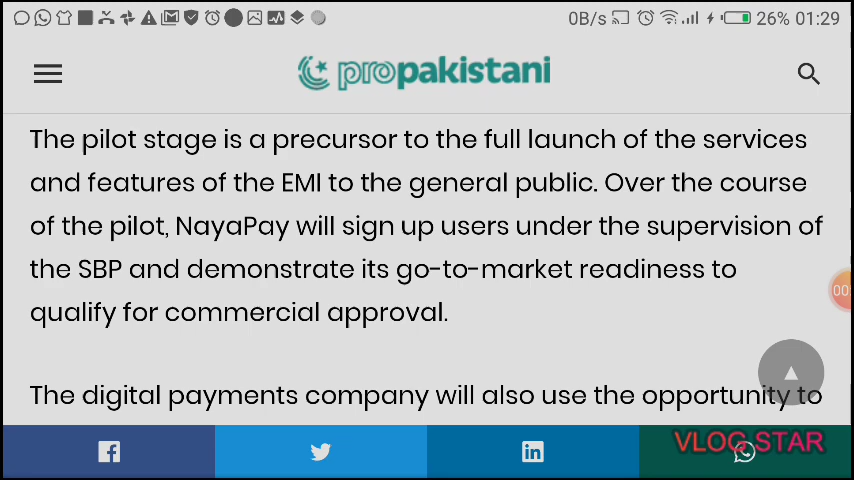 0B/s 26% 01:29
propakistani
The pilot stage is a precursor to the full launch of the services
and features of the EMI to the general public. Over the course
of the pilot, NayaPay will sign up users under the supervision of
the SBP and demonstrate its go-to-market readiness to
qualify for commercial approval.
00:
The digital payments company will also use the opportunity to
VLOG STAR